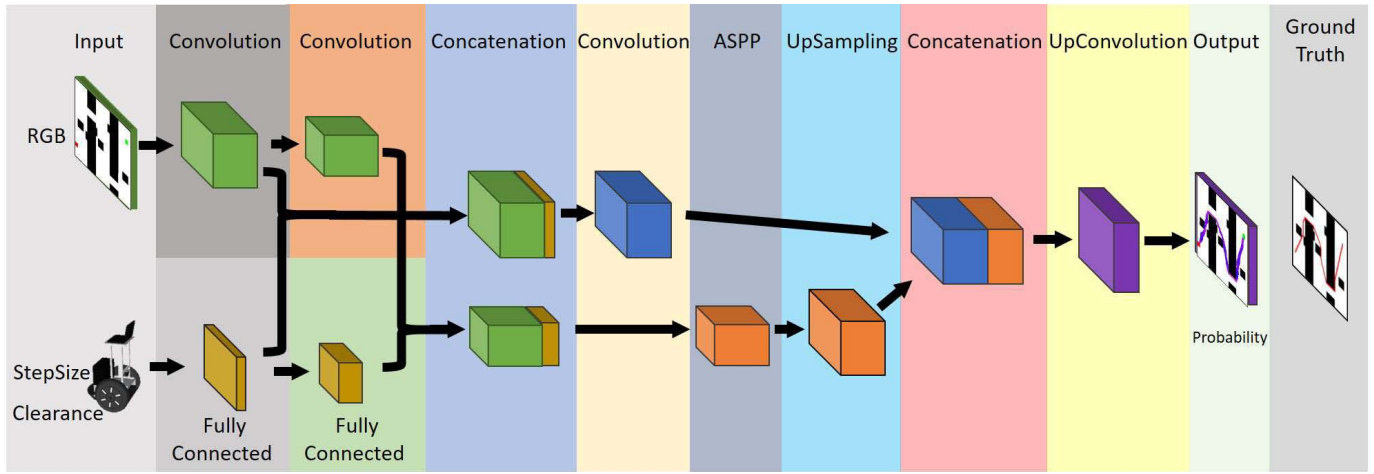 Input
Convolution
Convolution
Concatenation
Convolution
ASPP
UpSampling
Concatenation
UpConvolution
Output
Ground
Truth
RGB
StepSize
Clearance
Fully
Connected
Fully
Connected
Probability